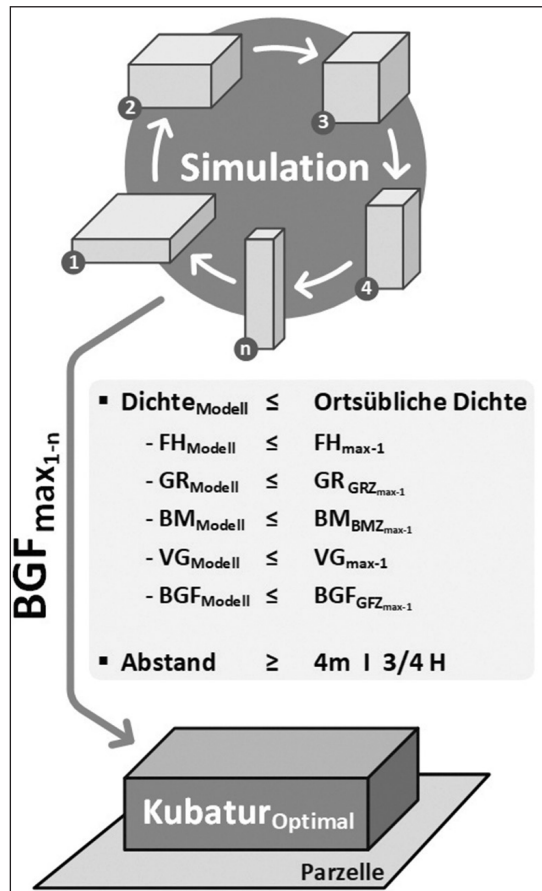 2
3
Simulation
1
4
n
BGFmax1-n
▪ DichteModell ≤ Ortsübliche Dichte
- FHModell ≤ FHmax-1
- GRModell ≤ GRGRZmax-1
- BMModell ≤ BMBMZmax-1
- VGModell ≤ VGmax-1
- BGFModell ≤ BGFGFZmax-1
▪ Abstand ≥ 4m I 3/4 H
KubaturOptimal
Parzelle